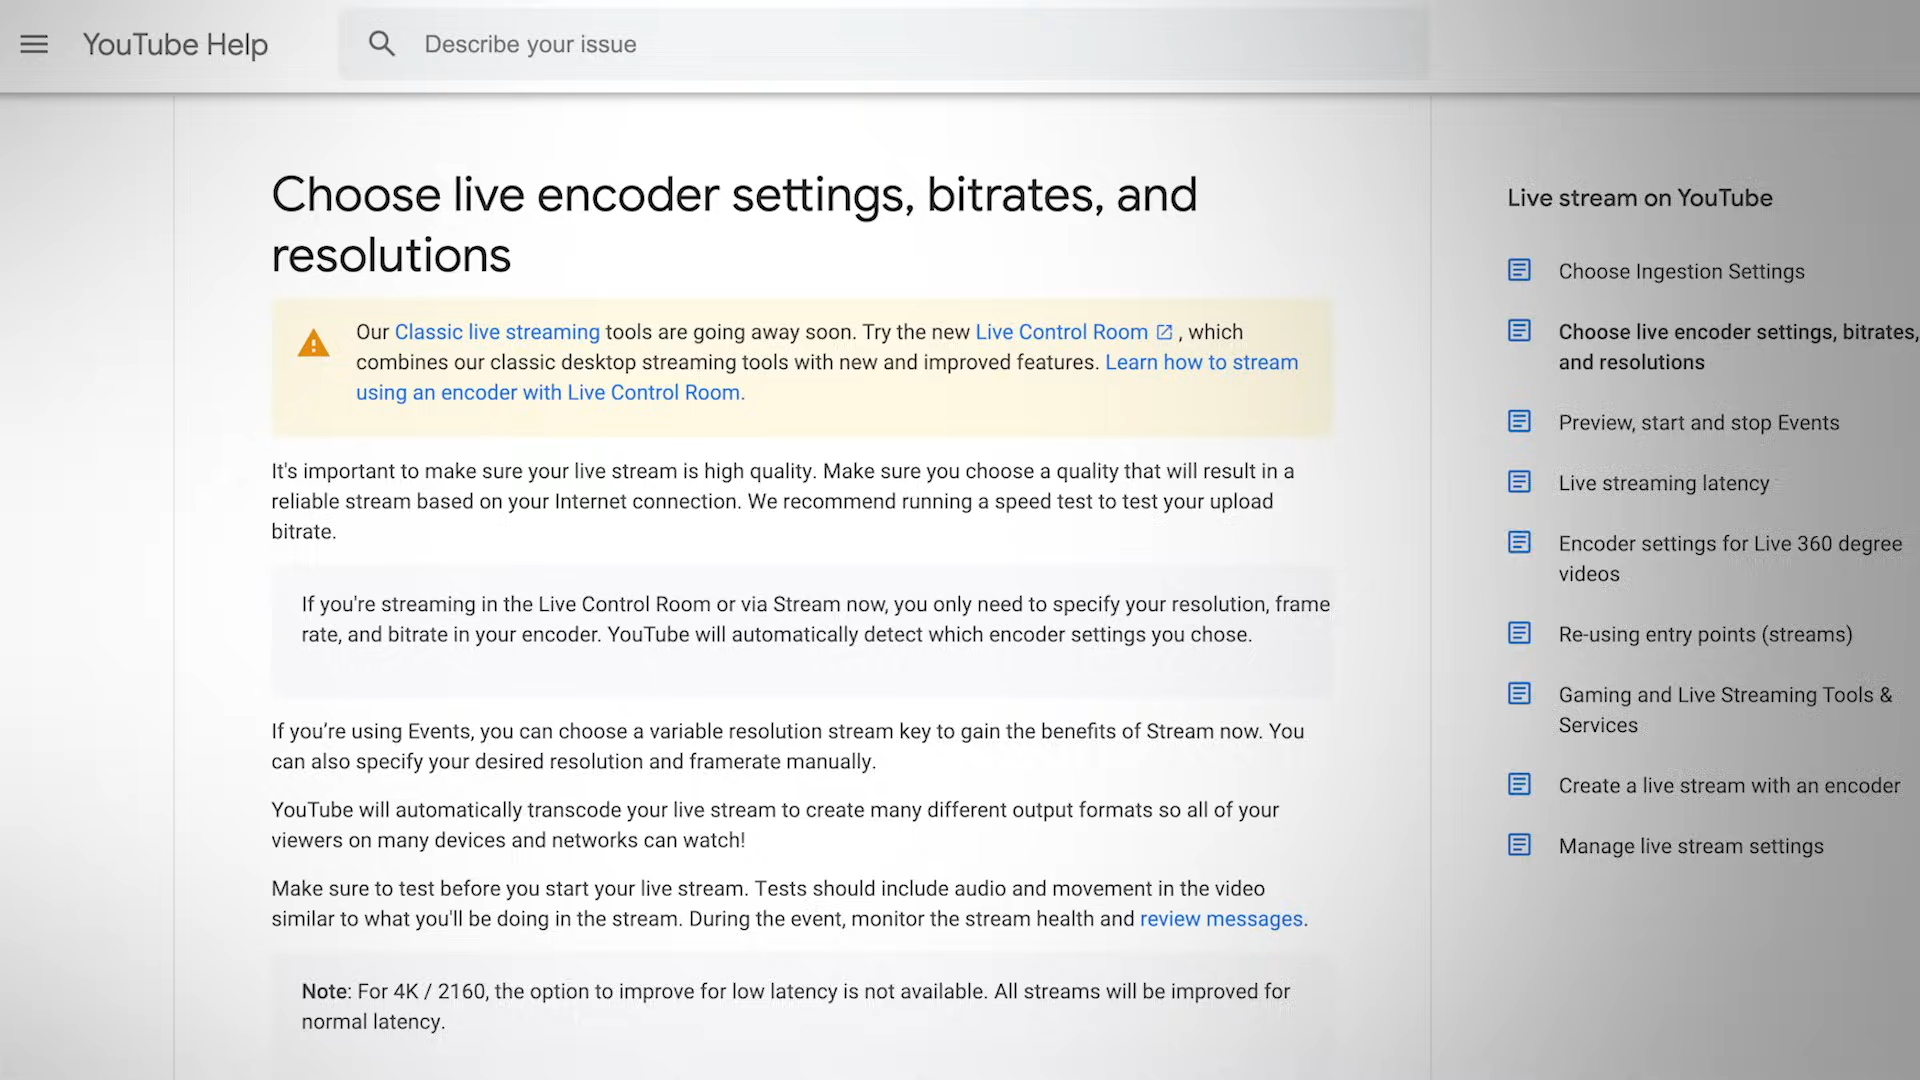 YouTube Help
Describe your issue
Choose live encoder settings, bitrates, and
resolutions
Our Classic live streaming tools are going away soon. Try the new Live Control Room , which
combines our classic desktop streaming tools with new and improved features. Learn how to stream
using an encoder with Live Control Room.
It's important to make sure your live stream is high quality. Make sure you choose a quality that will result in a
reliable stream based on your Internet connection. We recommend running a speed test to test your upload
bitrate.
If you're streaming in the Live Control Room or via Stream now, you only need to specify your resolution, frame
rate, and bitrate in your encoder. YouTube will automatically detect which encoder settings you chose.
If you’re using Events, you can choose a variable resolution stream key to gain the benefits of Stream now. You
can also specify your desired resolution and framerate manually.
YouTube will automatically transcode your live stream to create many different output formats so all of your
viewers on many devices and networks can watch!
Make sure to test before you start your live stream. Tests should include audio and movement in the video
similar to what you'll be doing in the stream. During the event, monitor the stream health and review messages.
Note: For 4K / 2160, the option to improve for low latency is not available. All streams will be improved for
normal latency.
Live stream on YouTube
Choose Ingestion Settings
Choose live encoder settings, bitrates,
and resolutions
Preview, start and stop Events
Live streaming latency
Encoder settings for Live 360 degree
videos
Re-using entry points (streams)
Gaming and Live Streaming Tools &
Services
Create a live stream with an encoder
Manage live stream settings